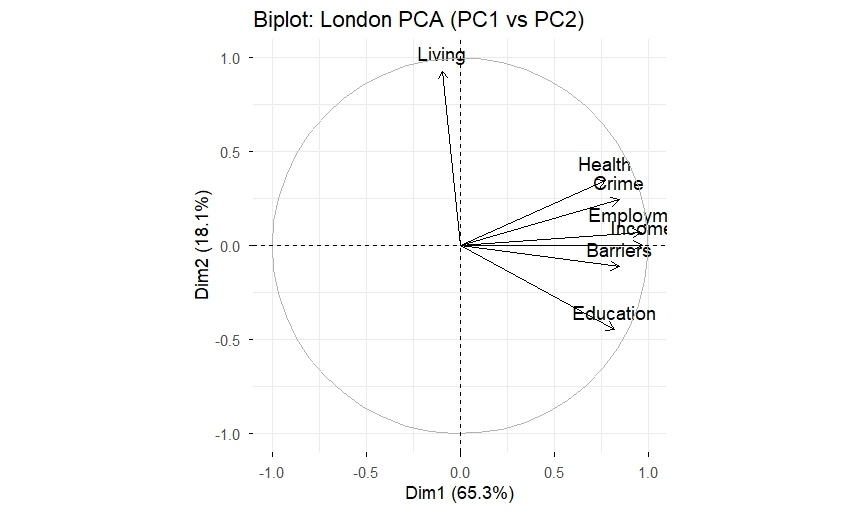 Biplot: London PCA (PC1 vs PC2)
Living
1.0
0.5
Health
Crime
Employm
Income
0.0
Barriers
Education
-0.5
-1.0
Dim2 (18.1%)
-1.0 -0.5 0.0 0.5 1.0
Dim1 (65.3%)